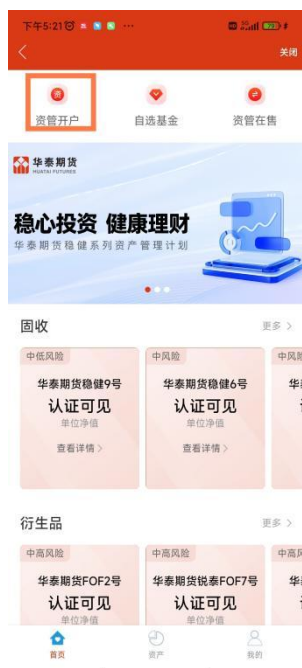 下午5:21
关闭
资管开户
自选基金
资管在售
华泰期货
HUATAI FUTURES
稳心投资 健康理财
华泰期货稳健系列资产管理计划
固收
更多 >
中低风险
中风险
中风险
华泰期货稳健9号
华泰期货稳健6号
认证可见
认证可见
单位净值
单位净值
查看详情 >
查看详情 >
衍生品
更多 >
中高风险
中高风险
中高风
华泰期货FOF2号
华泰期货锐泰FOF7号
认证可见
认证可见
单位净值
单位净值
首页
资产
我的